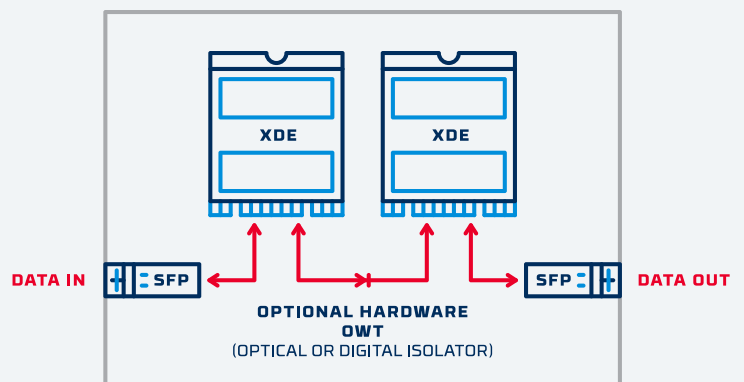 XDE
XDE
DATA IN
SFP
SFP
DATA OUT
OPTIONAL HARDWARE
OWT
(OPTICAL OR DIGITAL ISOLATOR)